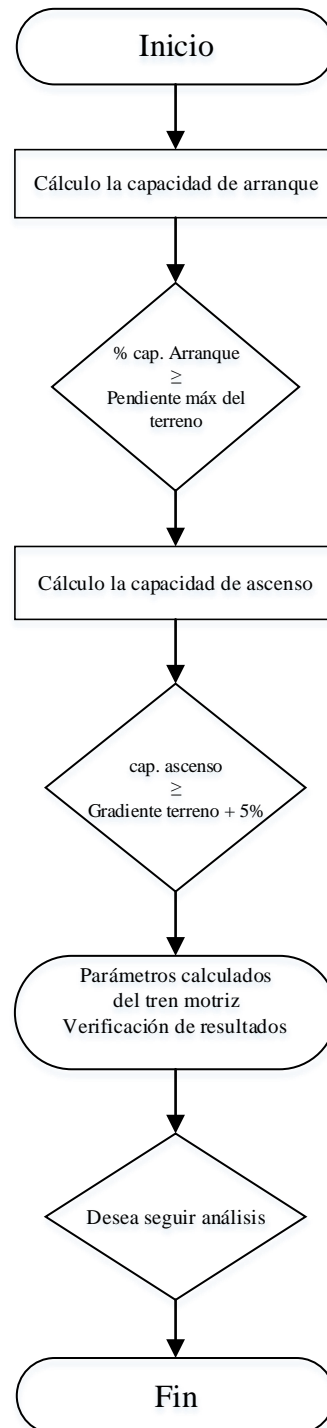 Inicio
Cálculo la capacidad de arranque
% cap. Arranque
≥
Pendiente máx del
terreno
Cálculo la capacidad de ascenso
cap. ascenso
≥
Gradiente terreno + 5%
Parámetros calculados
del tren motriz
Verificación de resultados
Desea seguir análisis
Fin